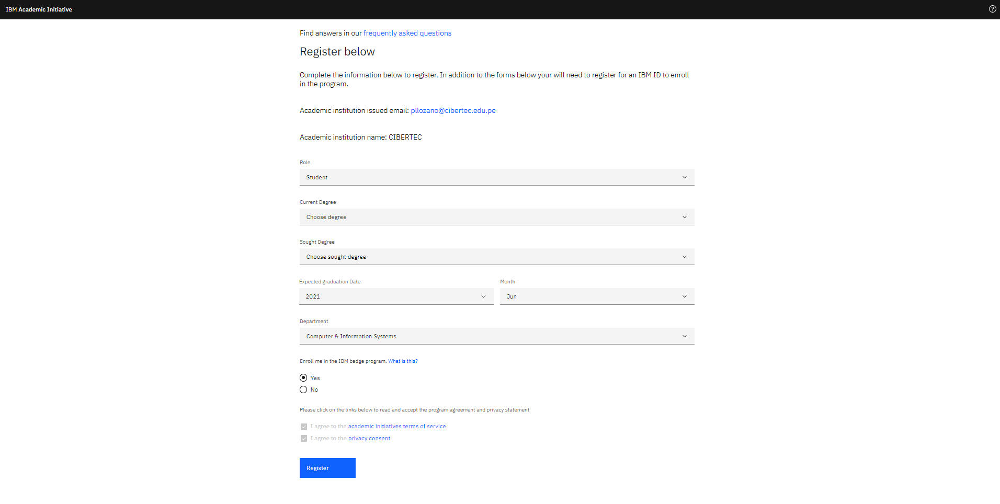 IBM Academic Initiative
Find answers in our frequently asked questions
Register below
Complete the information below to register. In addition to the forms below your will need to register for an IBM ID to enroll
in the program.
Academic institution issued email: pllozano@cibertec.edu.pe
Academic institution name: CIBERTEC
Role
Student
Current Degree
Choose degree
Sought Degree
Choose sought degree
Expected graduation Date
Month
2021
Jun
Department
Computer & Information Systems
Enroll me in the IBM badge program. What is this?
Yes
No
Please click on the links below to read and accept the program agreement and privacy statement
I agree to the academic initiatives terms of service
I agree to the privacy consent
Register